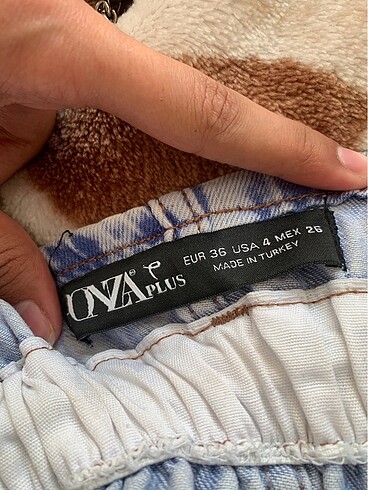 ONZA® PLUS
EUR 36 USA 4 MEX 26
MADE IN TURKEY